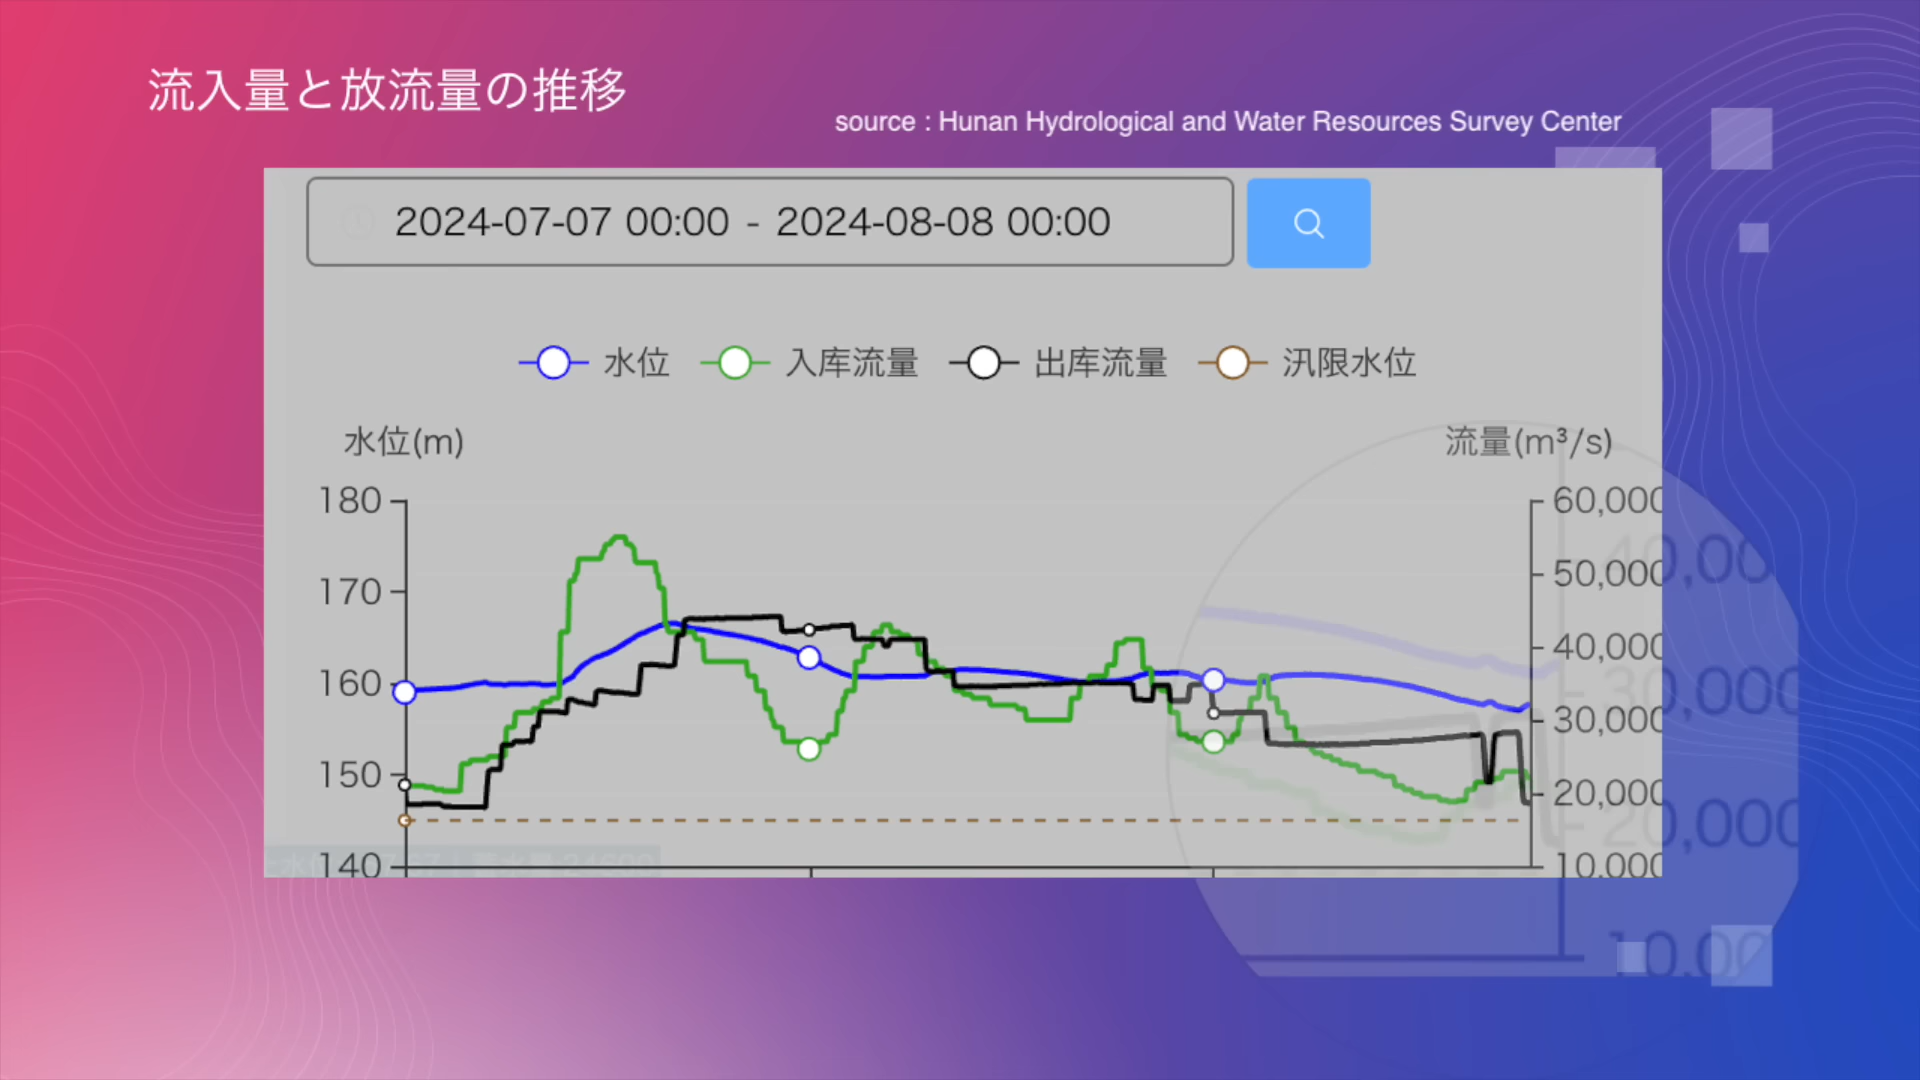 流入量と放流量の推移
source : Hunan Hydrological and Water Resources Survey Center
2024-07-07 00:00 - 2024-08-08 00:00
水位 入库流量 出库流量 汛限水位
水位(m) 流量(m³/s)
180 60,000
170 50,000
40,000
160 30,000
150 20,000
140 10,000